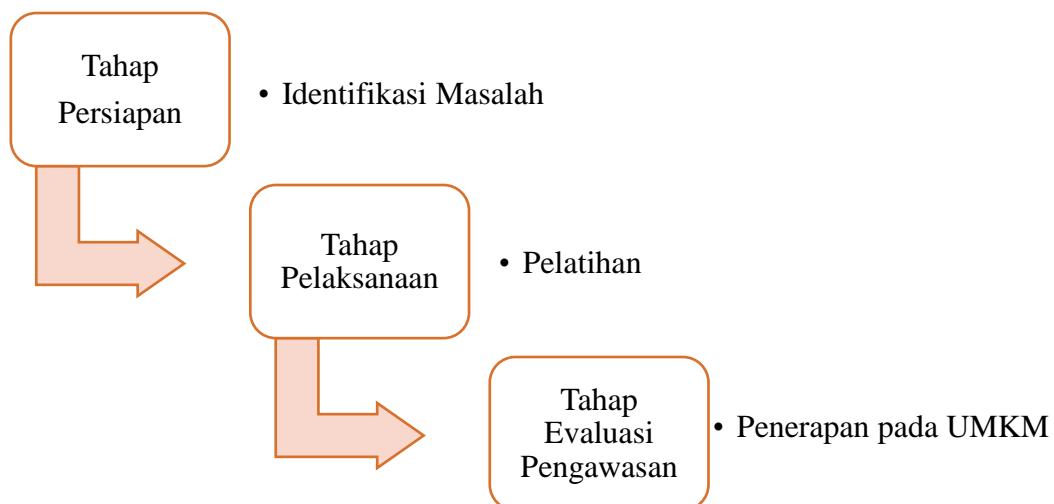 Tahap
Persiapan
• Identifikasi Masalah
Tahap
Pelaksanaan
• Pelatihan
Tahap
Evaluasi
Pengawasan
• Penerapan pada UMKM